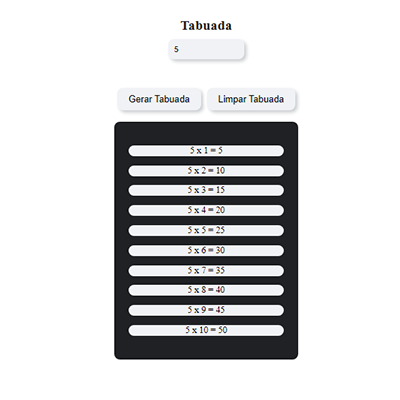 Tabuada
5
Gerar Tabuada Limpar Tabuada
5 x 1 = 5
5 x 2 = 10
5 x 3 = 15
5 x 4 = 20
5 x 5 = 25
5 x 6 = 30
5 x 7 = 35
5 x 8 = 40
5 x 9 = 45
5 x 10 = 50